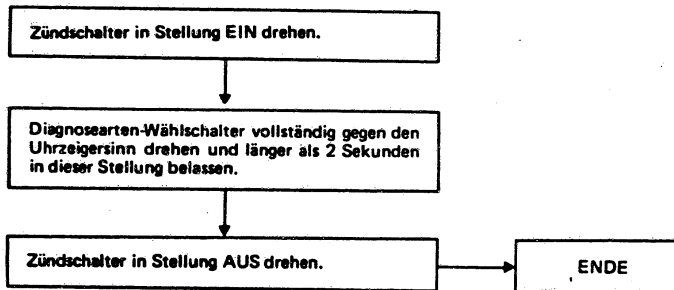 Zündschalter in Stellung EIN drehen.
Diagnosearten-Wählschalter vollständig gegen den
Uhrzeigersinn drehen und länger als 2 Sekunden
in dieser Stellung belassen.
Zündschalter in Stellung AUS drehen.
ENDE